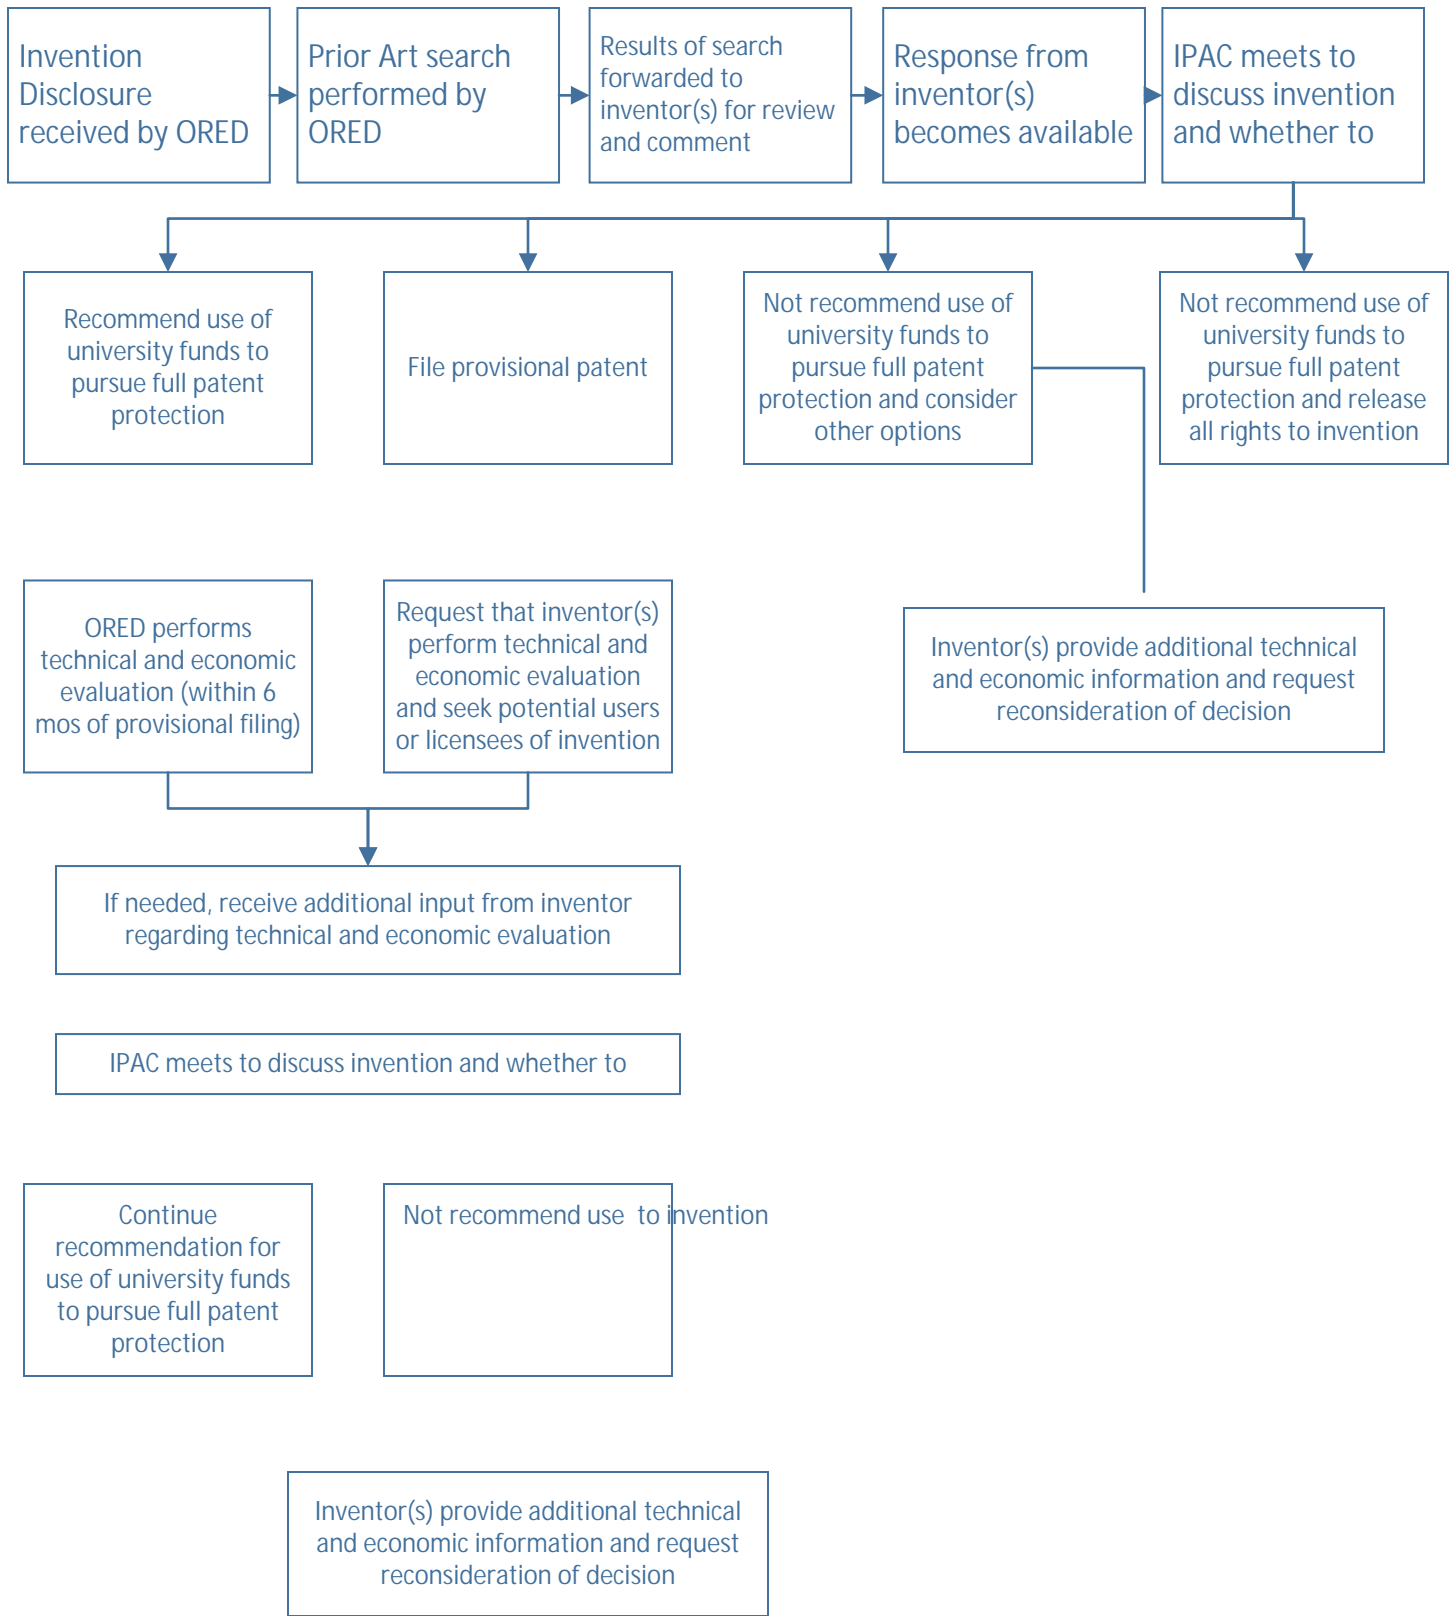 Invention
Disclosure
received by ORED
Prior Art search
performed by
ORED
Results of search
forwarded to
inventor(s) for review
and comment
Response from
inventor(s)
becomes available
IPAC meets to
discuss invention
and whether to
Recommend use of
university funds to
pursue full patent
protection
File provisional patent
Not recommend use of
university funds to
pursue full patent
protection and consider
other options
Not recommend use of
university funds to
pursue full patent
protection and release
all rights to invention
ORED performs
technical and economic
evaluation (within 6
mos of provisional filing)
Request that inventor(s)
perform technical and
economic evaluation
and seek potential users
or licensees of invention
Inventor(s) provide additional technical
and economic information and request
reconsideration of decision
If needed, receive additional input from inventor
regarding technical and economic evaluation
IPAC meets to discuss invention and whether to
Continue
recommendation for
use of university funds
to pursue full patent
protection
Not recommend use  to invention
Inventor(s) provide additional technical
and economic information and request
reconsideration of decision